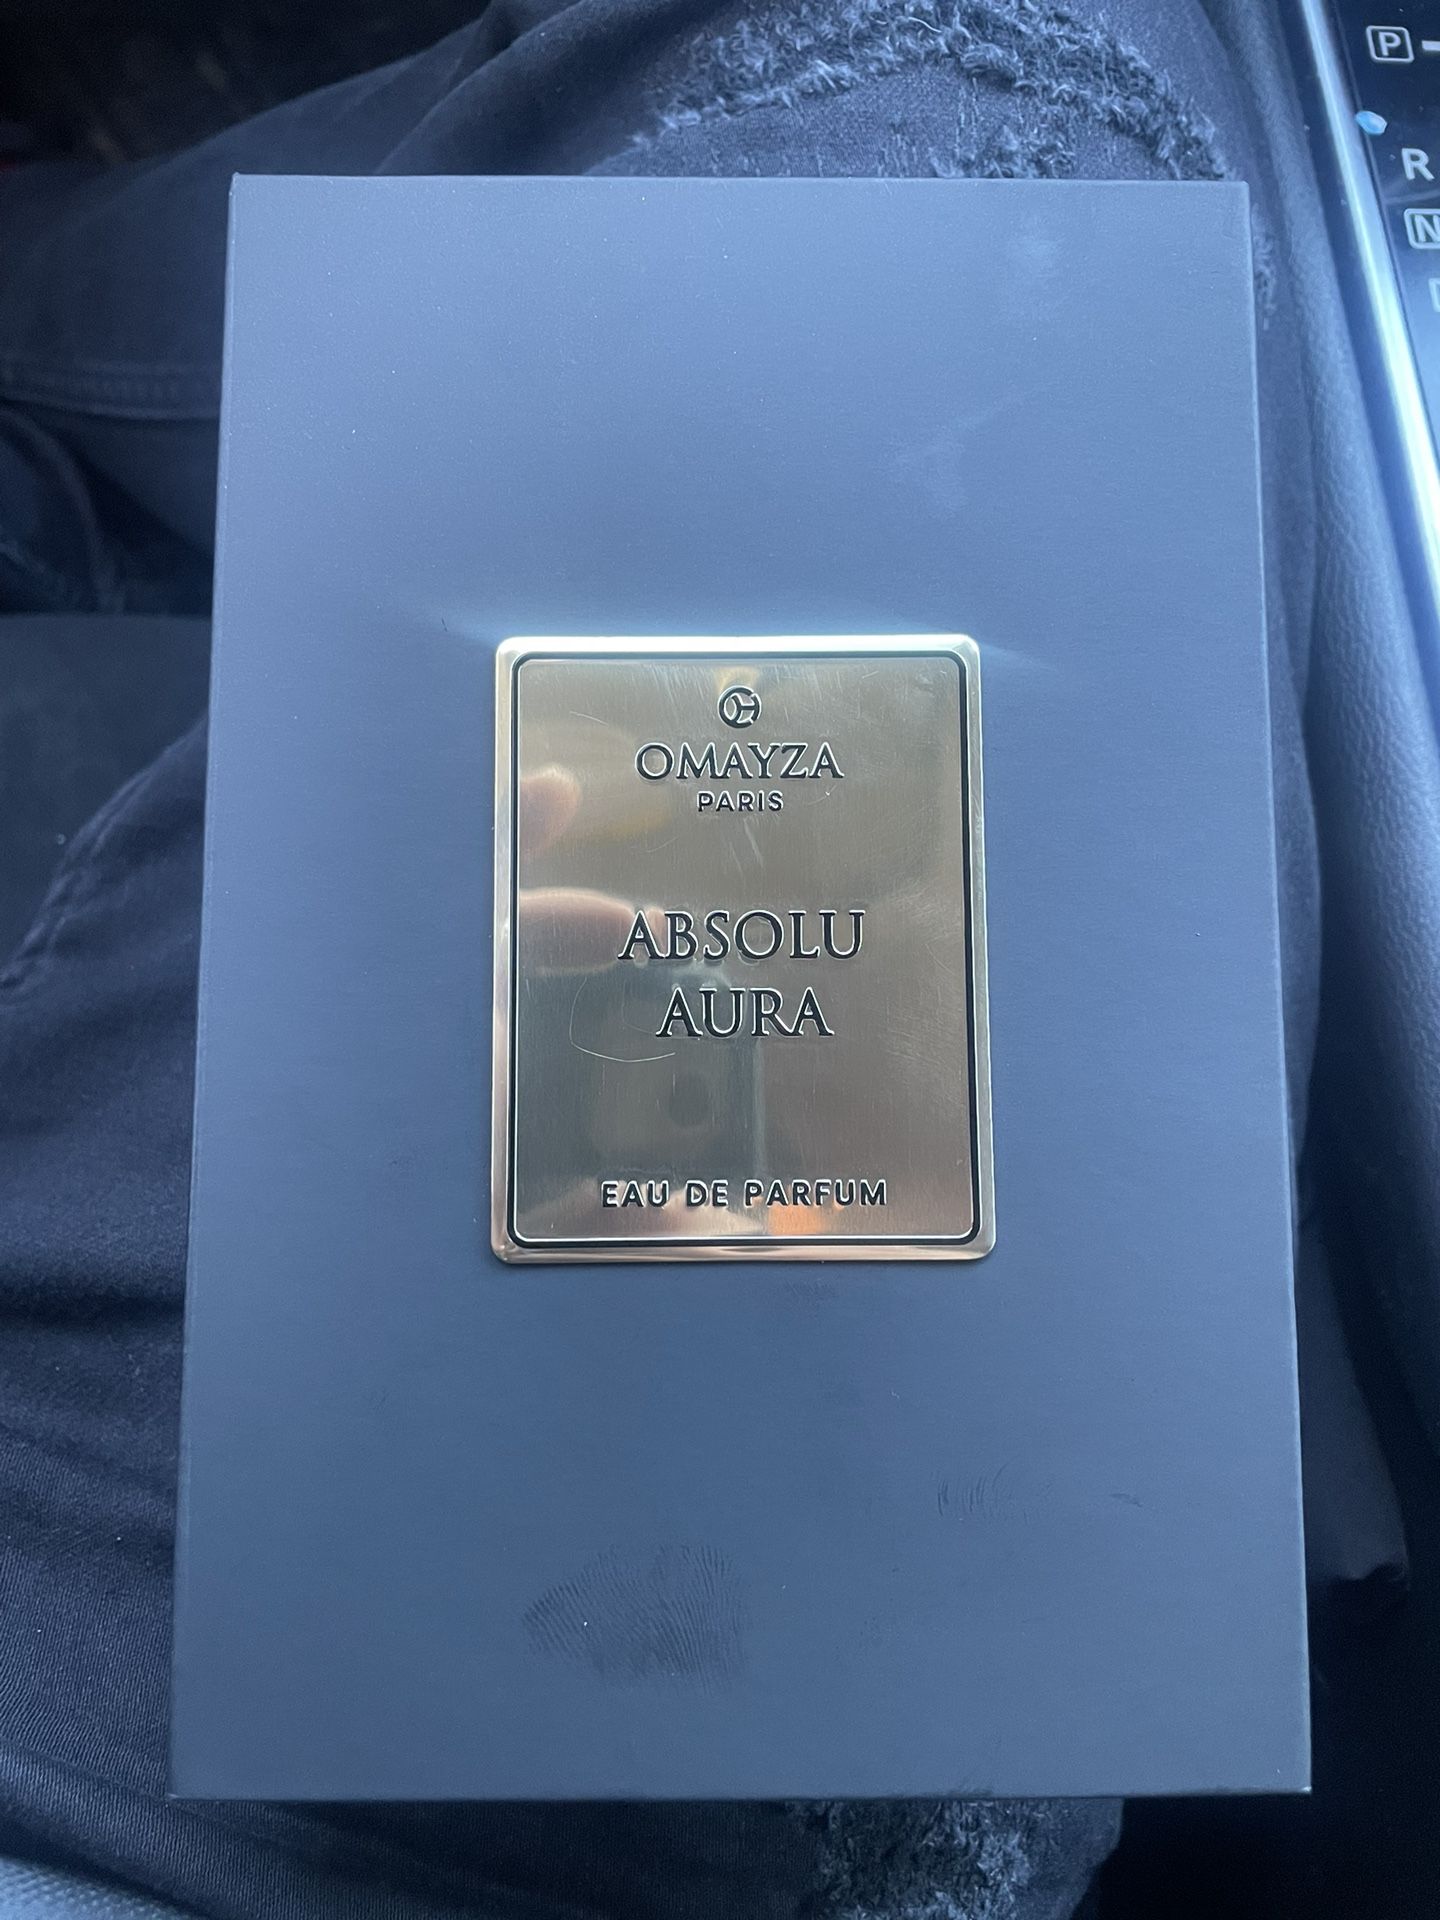 OMAYZA
PARIS
ABSOLU
AURA
EAU DE PARFUM
P
R
N